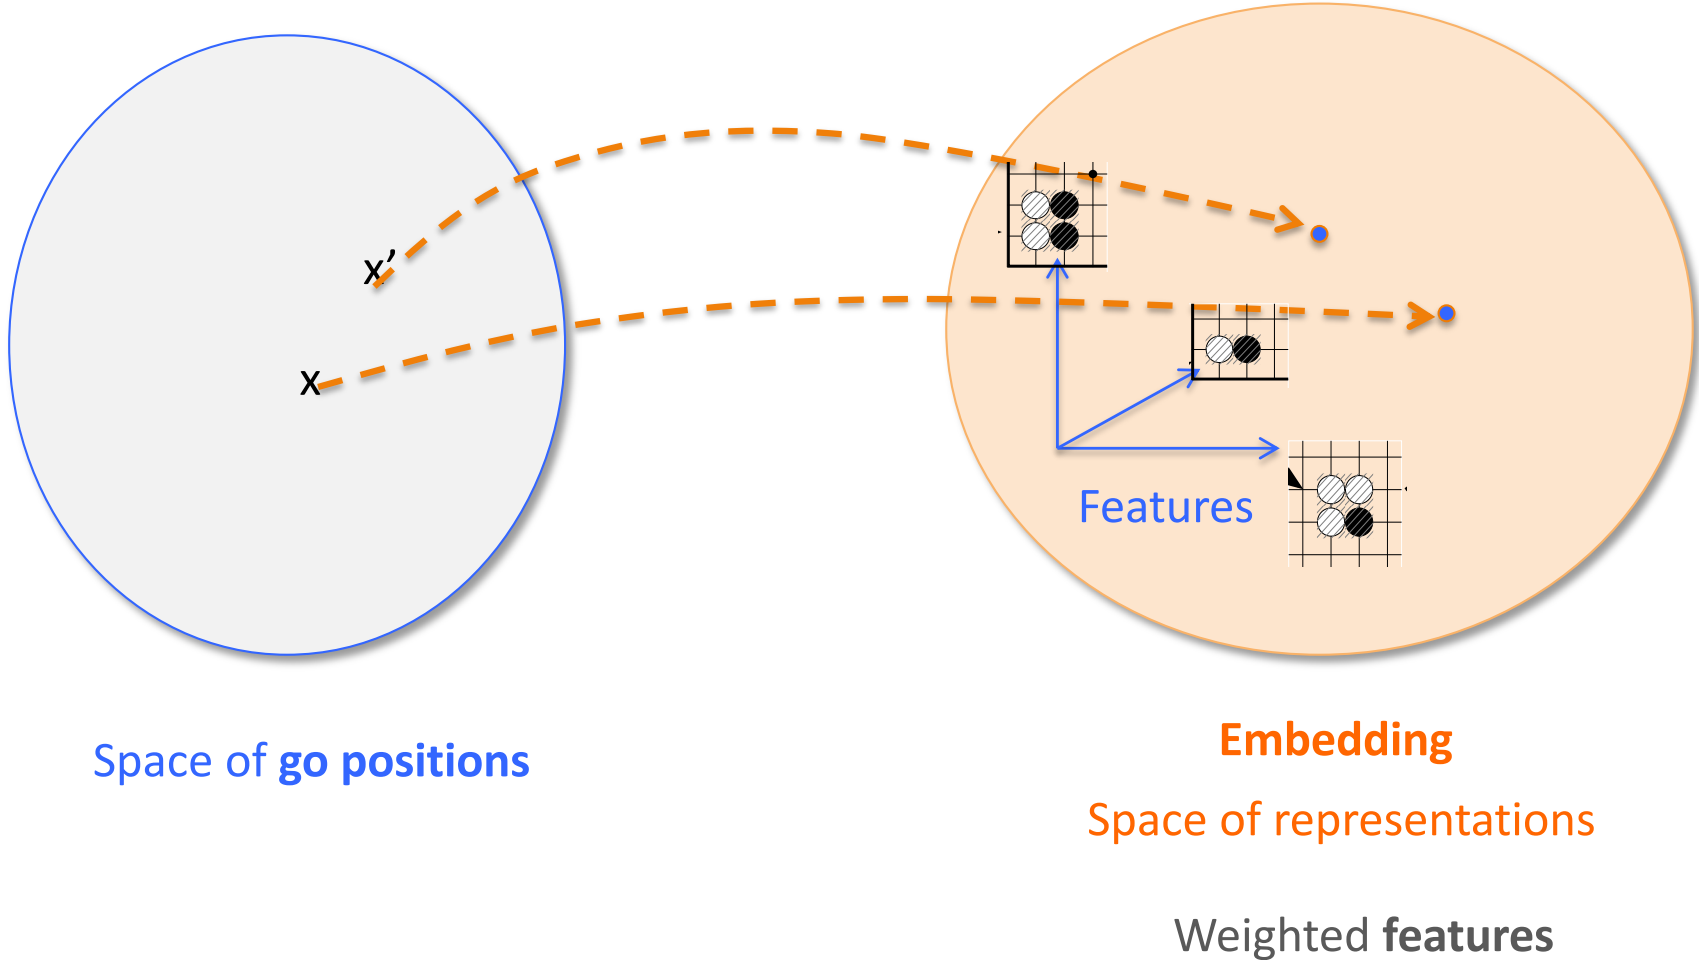 x’
x
Features
Space of go positions
Embedding
Space of representations
Weighted features